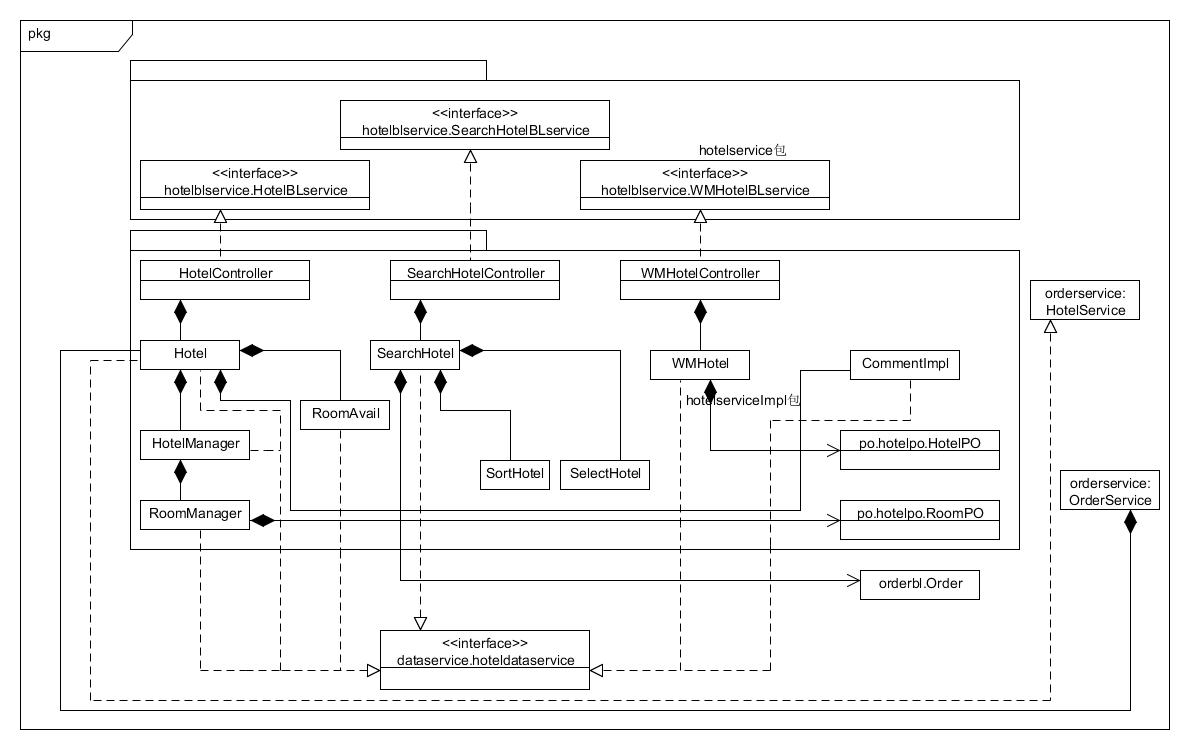 pkg
<<interface>>
hotelblservice.SearchHotelBLservice
hotelservice包
<<interface>>
hotelblservice.HotelBLservice
<<interface>>
hotelblservice.WMHotelBLservice
HotelController
SearchHotelController
WMHotelController
orderservice:
HotelService
Hotel
SearchHotel
WMHotel
CommentImpl
hotelserviceImpl包
RoomAvail
HotelManager
po.hotelpo.HotelPO
SortHotel
SelectHotel
orderservice:
OrderService
RoomManager
po.hotelpo.RoomPO
orderbl.Order
<<interface>>
dataservice.hoteldataservice